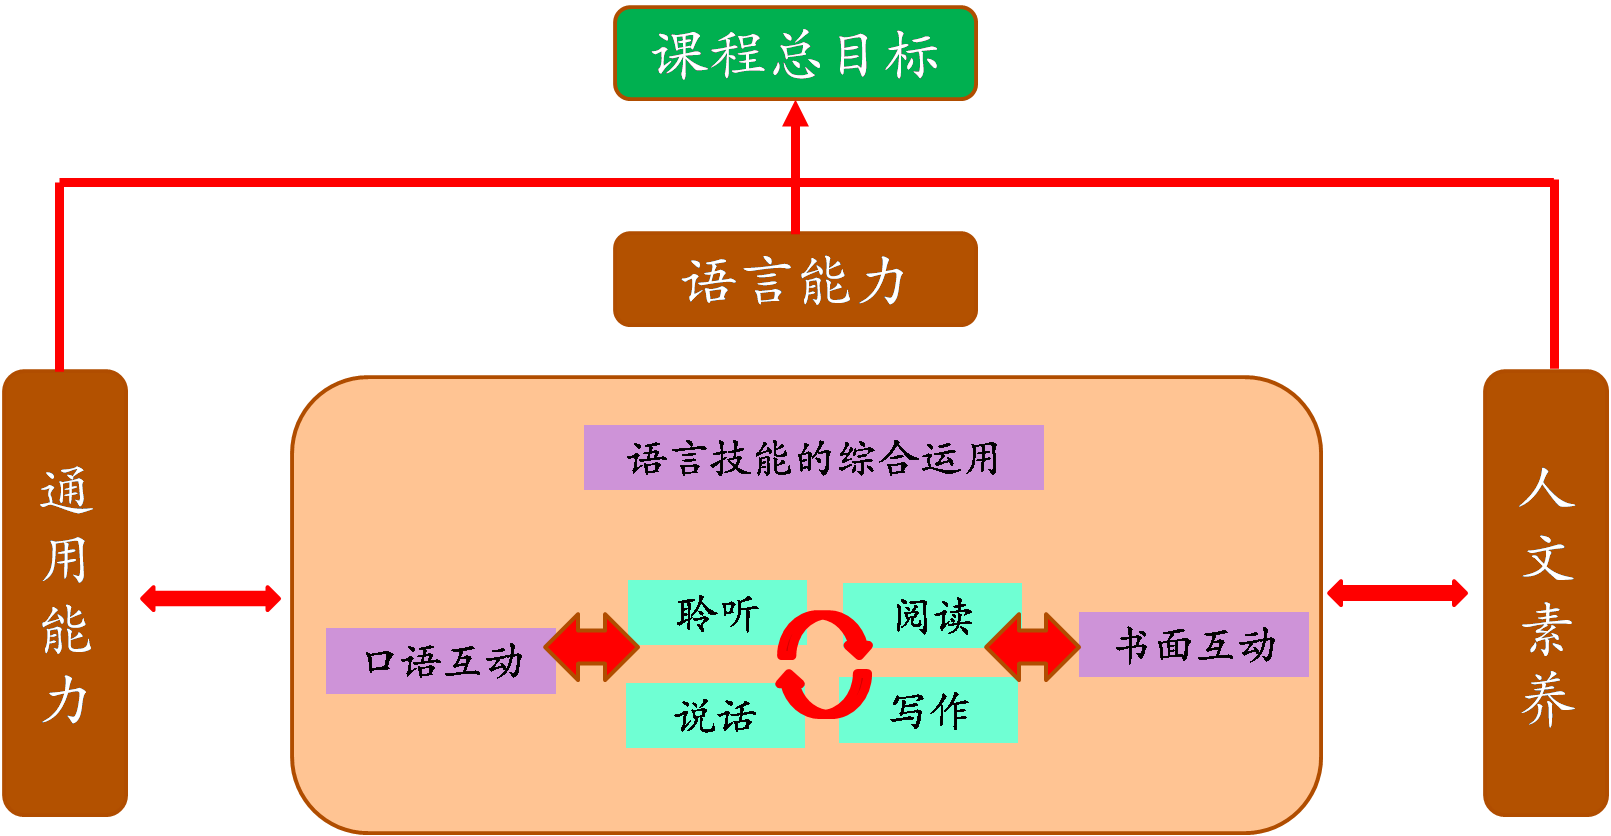 课程总目标
语言能力
通用能力
语言技能的综合运用
聆听
阅读
口语互动
书面互动
说话
写作
人文素养